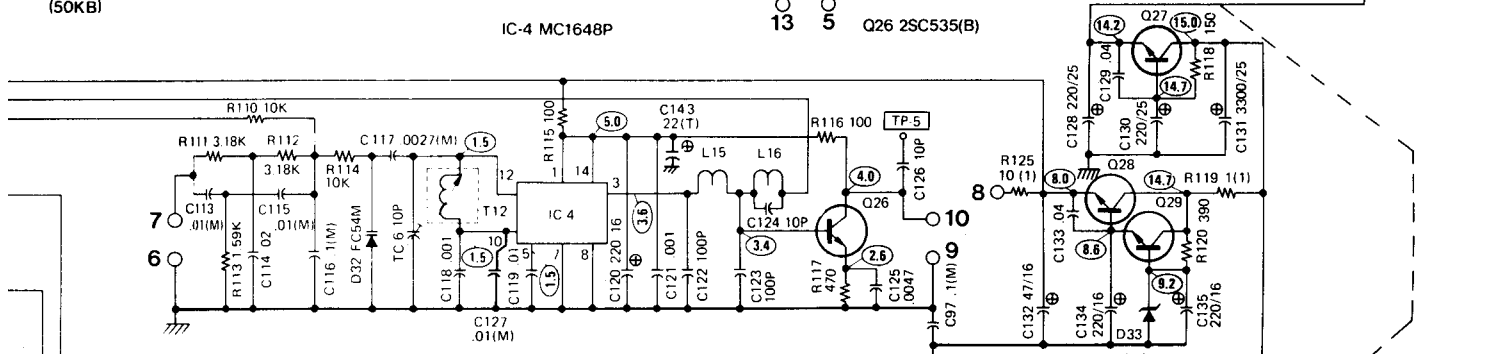 (50KB)
IC-4 MC1648P
13 5
Q26 2SC535(B)
Q27
14.2
15.0
150
R118
C129 .04
14.7
C128 220/25
C130
220/25
C131 3300/25
R110 10K
R111 3.18K
R112
3.18K
R114
10K
C117 .0027(M)
1.5
R115 100
5.0
C143
22(T)
R116 100
TP-5
C126 10P
L15
L16
12
1
14
3
IC 4
T12
10
5
7
8
3.6
C124 10P
4.0
Q26
10
9
7
6
C113
.01(M)
C115
.01(M)
R113 1.59K
C114 02
C116 .1(M)
D32 FC54M
TC 6 10P
C118 .001
1.5
C127
.01(M)
C119 .01
1.5
C120 220 16
C121 .001
C122 100P
C123
100P
3.4
2.6
R117
470
C125
.0047
C97 .1(M)
8
R125
10 (1)
8.0
Q28
14.7
R119 1(1)
Q29
R120 390
C133 .04
8.6
9.2
C132 47/16
C134
220/16
D33
C135
220/16